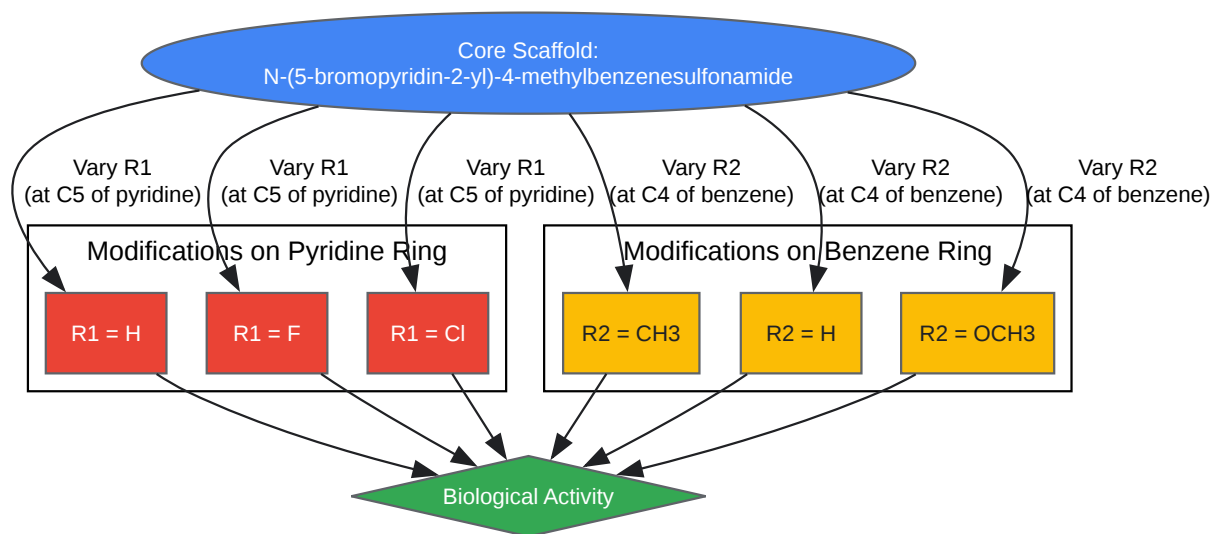 Core Scaffold:
N-(5-bromopyridin-2-yl)-4-methylbenzenesulfonamide
Vary R1
(at C5 of pyridine)
Vary R1
(at C5 of pyridine)
Vary R1
(at C5 of pyridine)
Vary R2
(at C4 of benzene)
Vary R2
(at C4 of benzene)
Vary R2
(at C4 of benzene)
Modifications on Pyridine Ring
Modifications on Benzene Ring
R1 = H
R1 = F
R1 = Cl
R2 = CH3
R2 = H
R2 = OCH3
Biological Activity